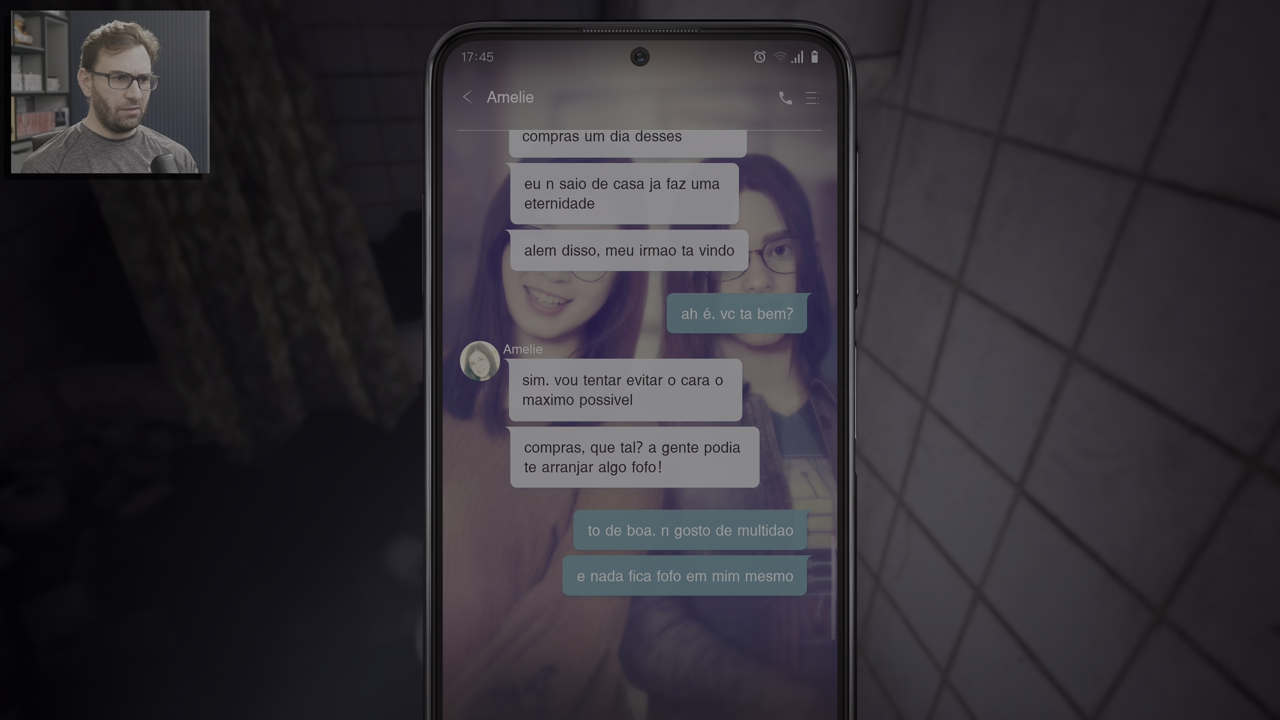 17:45
Amelie
compras um dia desses
eu n saio de casa ja faz uma
eternidade
alem disso, meu irmao ta vindo
ah é. vc ta bem?
Amelie
sim. vou tentar evitar o cara o
maximo possivel
compras, que tal? a gente podia
te arranjar algo fofo!
to de boa. n gosto de multidao
e nada fica fofo em mim mesmo